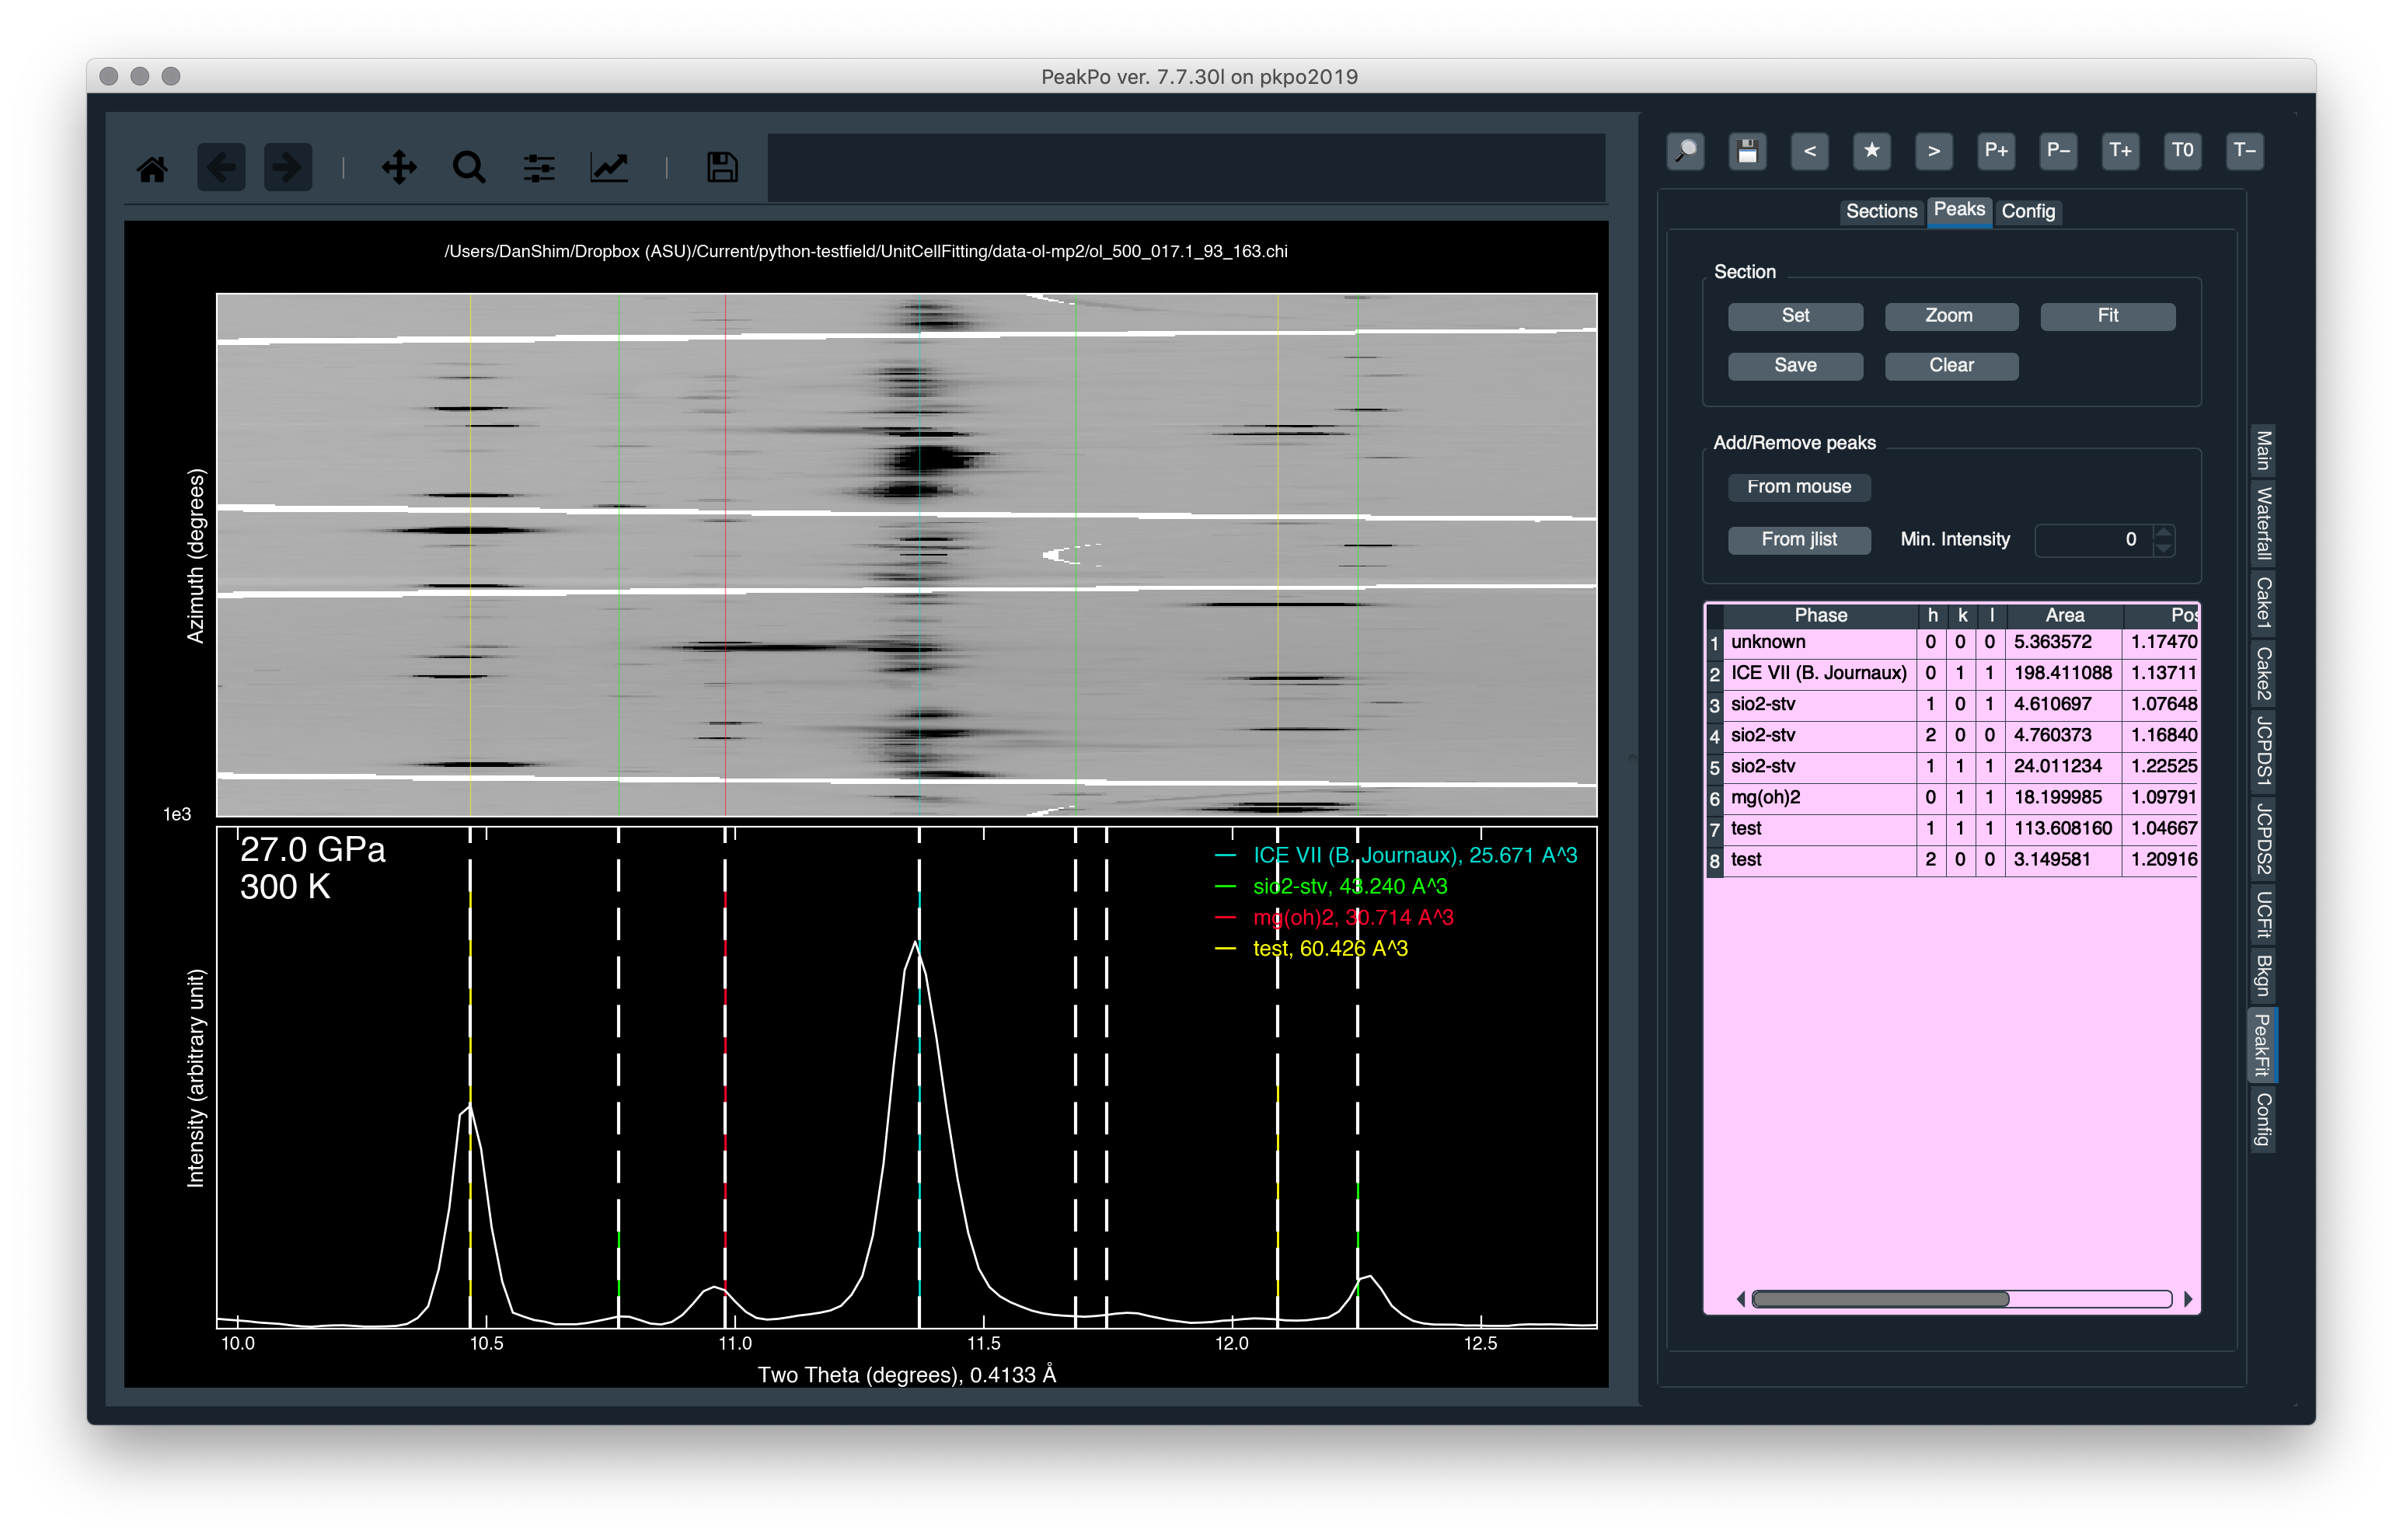 PeakPo ver. 7.7.30l on pkpo2019
< ★ > P+ P– T+ T0 T–
Sections Peaks Config
/Users/DanShim/Dropbox (ASU)/Current/python-testfield/UnitCellFitting/data-ol-mp2/ol_500_017.1_93_163.chi
Azimuth (degrees)
1e3
27.0 GPa
300 K
ICE VII (B. Journaux), 25.671 A^3
sio2-stv, 43.240 A^3
mg(oh)2, 30.714 A^3
test, 60.426 A^3
Intensity (arbitrary unit)
10.0 10.5 11.0 11.5 12.0 12.5
Two Theta (degrees), 0.4133 Å
Section
Set Zoom Fit
Save Clear
Add/Remove peaks
From mouse
From jlist Min. Intensity 0
Phase h k l Area Pos
1 unknown 0 0 0 5.363572 1.17470
2 ICE VII (B. Journaux) 0 1 1 198.411088 1.13711
3 sio2-stv 1 0 1 4.610697 1.07648
4 sio2-stv 2 0 0 4.760373 1.16840
5 sio2-stv 1 1 1 24.011234 1.22525
6 mg(oh)2 0 1 1 18.199985 1.09791
7 test 1 1 1 113.608160 1.04667
8 test 2 0 0 3.149581 1.20916
Main
Waterfall
Cake1
Cake2
JCPDS1
JCPDS2
UCFit
Bkgn
PeakFit
Config